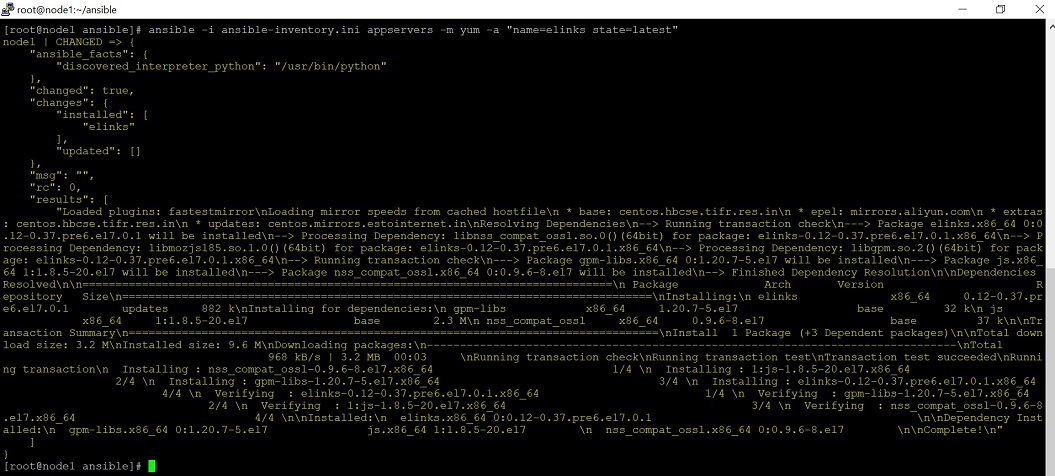 root@node1:~/ansible
[root@node1 ansible]# ansible -i ansible-inventory.ini appservers -m yum -a "name=elinks state=latest"
node1 | CHANGED => {
    "ansible_facts": {
        "discovered_interpreter_python": "/usr/bin/python"
    },
    "changed": true,
    "changes": {
        "installed": [
            "elinks"
        ],
        "updated": []
    },
    "msg": "",
    "rc": 0,
    "results": [
        "Loaded plugins: fastestmirror\nLoading mirror speeds from cached hostfile\n * base: centos.hbcse.tifr.res.in\n * epel: mirrors.aliyun.com\n * extras
: centos.hbcse.tifr.res.in\n * updates: centos.mirrors.estointernet.in\nResolving Dependencies\n--> Running transaction check\n---> Package elinks.x86_64 0:0
.12-0.37.pre6.el7.0.1 will be installed\n--> Processing Dependency: libnss_compat_ossl.so.0()(64bit) for package: elinks-0.12-0.37.pre6.el7.0.1.x86_64\n--> P
rocessing Dependency: libmozjs185.so.1.0()(64bit) for package: elinks-0.12-0.37.pre6.el7.0.1.x86_64\n--> Processing Dependency: libgpm.so.2()(64bit) for pack
age: elinks-0.12-0.37.pre6.el7.0.1.x86_64\n--> Running transaction check\n---> Package gpm-libs.x86_64 0:1.20.7-5.el7 will be installed\n---> Package js.x86_
64 1:1.8.5-20.el7 will be installed\n---> Package nss_compat_ossl.x86_64 0:0.9.6-8.el7 will be installed\n--> Finished Dependency Resolution\n\nDependencies
Resolved\n\n================================================================================\n Package            Arch       Version                    R
epository   Size\n================================================================================\nInstalling:\n elinks             x86_64     0.12-0.37.pr
e6.el7.0.1     updates     882 k\nInstalling for dependencies:\n gpm-libs           x86_64     1.20.7-5.el7               base        32 k\n js
           x86_64     1:1.8.5-20.el7             base       2.3 M\n nss_compat_ossl    x86_64     0.9.6-8.el7                base        37 k\n\nTr
ansaction Summary\n================================================================================\nInstall  1 Package (+3 Dependent packages)\n\nTotal down
load size: 3.2 M\nInstalled size: 9.6 M\nDownloading packages:\n--------------------------------------------------------------------------------\nTotal
                                     968 kB/s | 3.2 MB  00:03     \nRunning transaction check\nRunning transaction test\nTransaction test succeeded\nRunni
ng transaction\n  Installing : nss_compat_ossl-0.9.6-8.el7.x86_64                           1/4 \n  Installing : 1:js-1.8.5-20.el7.x86_64
                2/4 \n  Installing : gpm-libs-1.20.7-5.el7.x86_64                                 3/4 \n  Installing : elinks-0.12-0.37.pre6.el7.0.1.x86_64
                       4/4 \n  Verifying  : elinks-0.12-0.37.pre6.el7.0.1.x86_64                         1/4 \n  Verifying  : gpm-libs-1.20.7-5.el7.x86_64
                              2/4 \n  Verifying  : 1:js-1.8.5-20.el7.x86_64                                     3/4 \n  Verifying  : nss_compat_ossl-0.9.6-8
.el7.x86_64                           4/4 \n\nInstalled:\n  elinks.x86_64 0:0.12-0.37.pre6.el7.0.1                                         \n\nDependency Inst
alled:\n  gpm-libs.x86_64 0:1.20.7-5.el7               js.x86_64 1:1.8.5-20.el7        \n  nss_compat_ossl.x86_64 0:0.9.6-8.el7       \n\nComplete!\n"
    ]
}
[root@node1 ansible]#